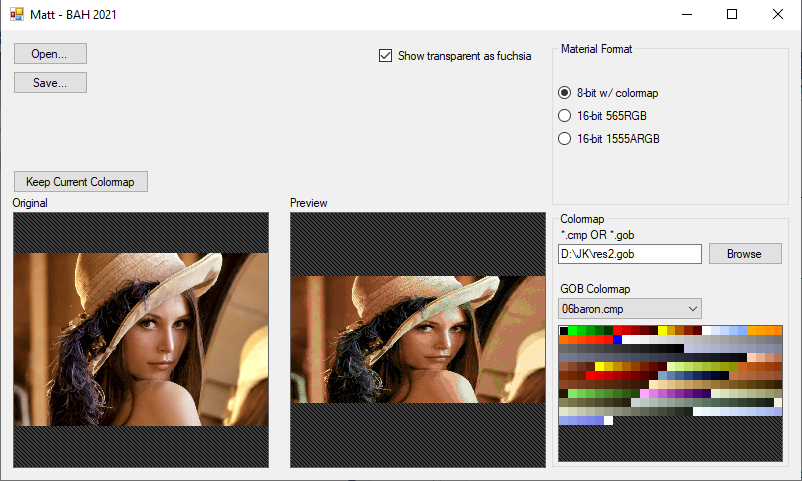 Matt - BAH 2021
Open...
Show transparent as fuchsia
Material Format
Save...
8-bit w/ colormap
16-bit 565RGB
16-bit 1555ARGB
Keep Current Colormap
Original
Preview
Colormap
*.cmp OR *.gob
D:\JK\res2.gob
Browse
GOB Colormap
06baron.cmp